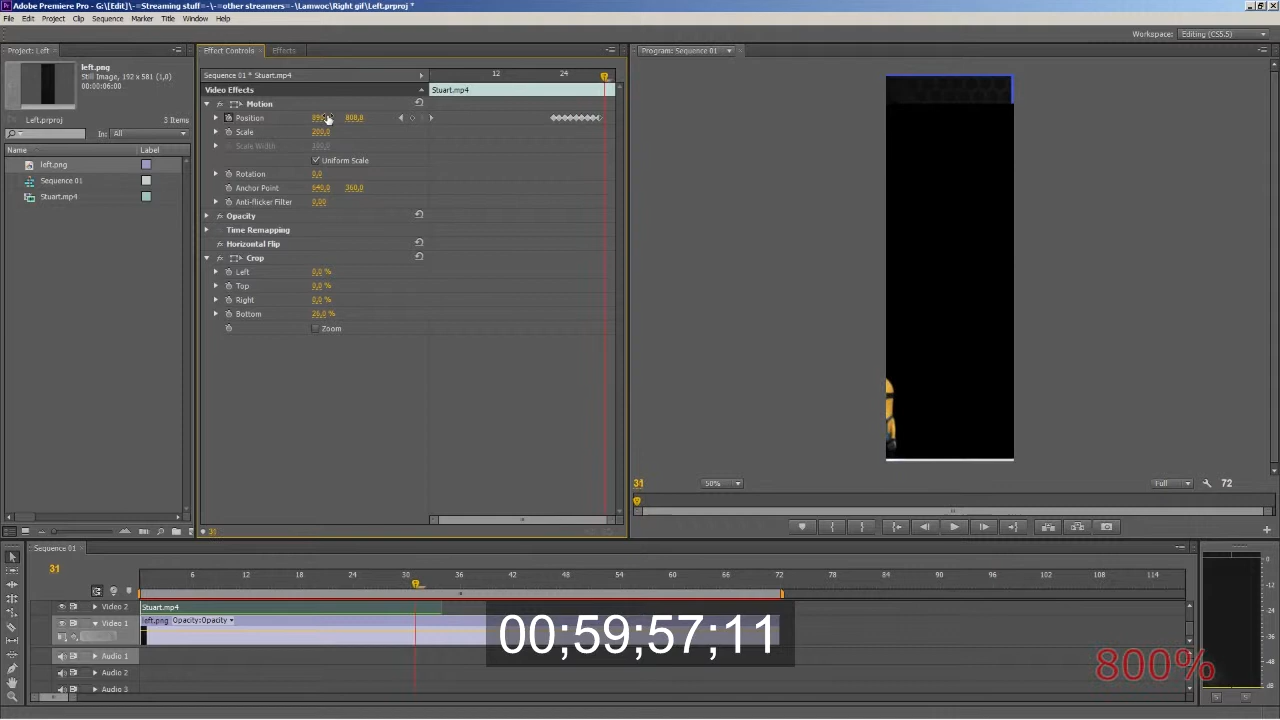 Adobe Premiere Pro - G:\[Edit]\-=Streaming stuff=-\-=other streamers=-\Lamwoc\Right gif\Left.prproj *
File Edit Project Clip Sequence Marker Title Window Help
Workspace: Editing (CS5.5)
Project: Left
left.png
Still Image, 192 x 581 (1,0)
00:00:06:00
Left.prproj
3 Items
In: All
Name Label
left.png
Sequence 01
Stuart.mp4
Effect Controls Effects
Sequence 01 * Stuart.mp4
12 24
Video Effects
Stuart.mp4
Motion
Position 800,0
Scale 200,0
Scale Width 100,0
Uniform Scale
Rotation 0,0
Anchor Point 640,0 360,0
Anti-flicker Filter 0,00
Opacity
Time Remapping
Horizontal Flip
Crop
Left 0,0 %
Top 0,0 %
Right 0,0 %
Bottom 26,0 %
Zoom
Program: Sequence 01
31
50%
Full
72
Sequence 01
31
6 12 18 24 30 36 42 48 54 60 66 72 78 84 90 96 102 108 114
Video 2
Stuart.mp4
Video 1
left.png Opacity:Opacity
Audio 1
Audio 2
Audio 3
00;59;57;11
800%